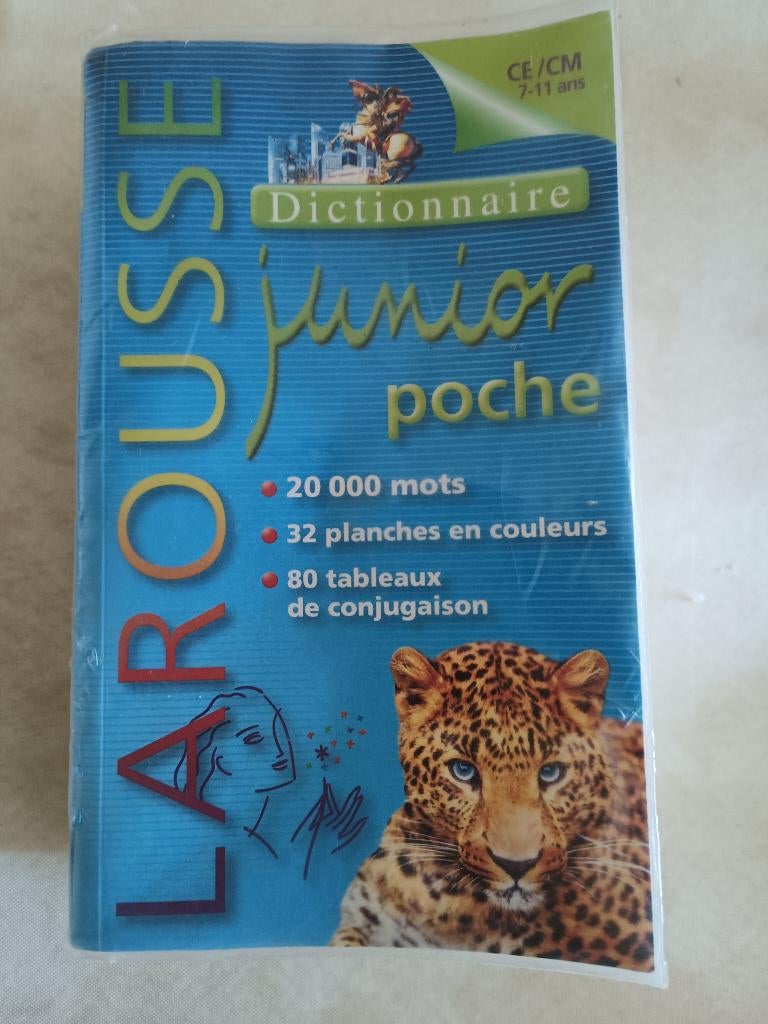 CE/CM
7-11 ans
LAROUSSE
Dictionnaire
junior
poche
• 20 000 mots
• 32 planches en couleurs
• 80 tableaux
de conjugaison